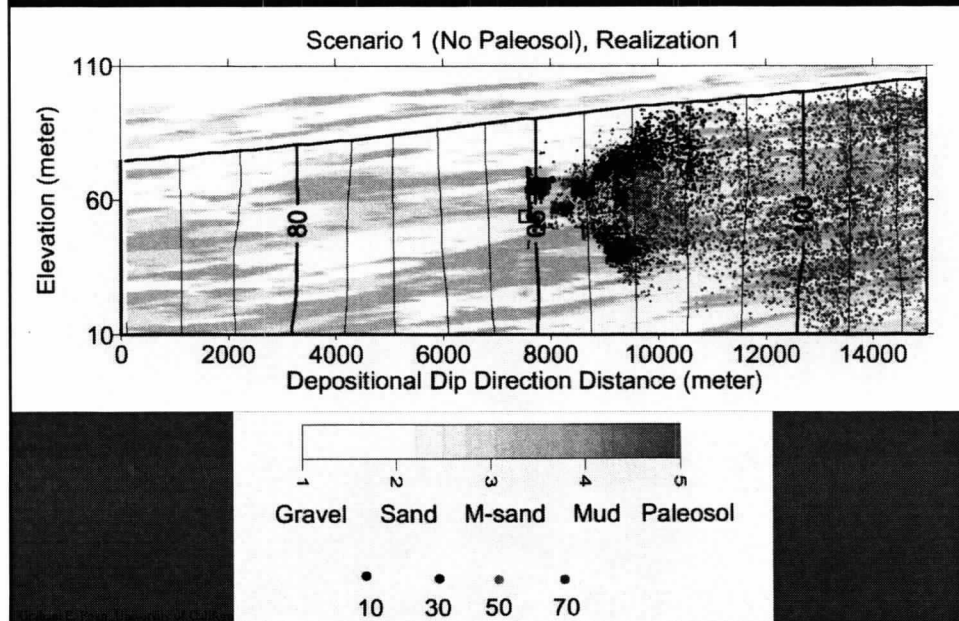 Scenario 1 (No Paleosol), Realization 1
Elevation (meter)
110
60
10
80
100
0 2000 4000 6000 8000 10000 12000 14000
Depositional Dip Direction Distance (meter)
1 2 3 4 5
Gravel Sand M-sand Mud Paleosol
10 30 50 70